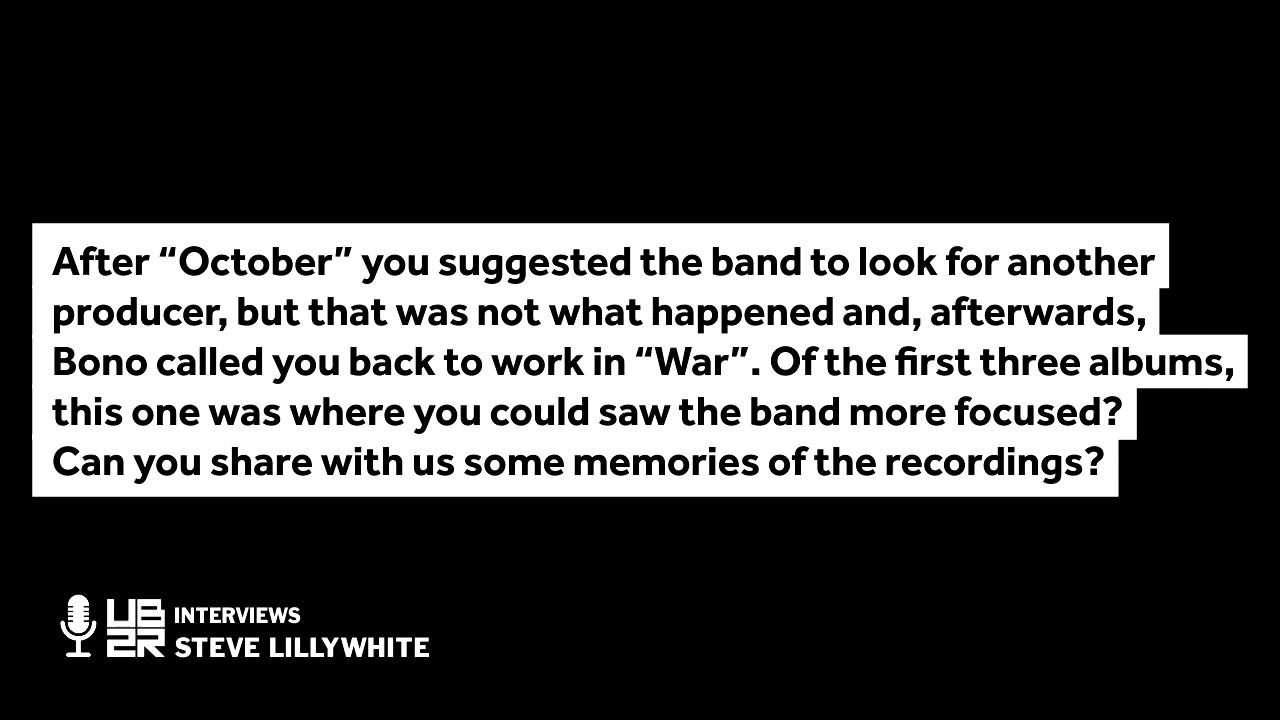 After “October” you suggested the band to look for another
producer, but that was not what happened and, afterwards,
Bono called you back to work in “War”. Of the first three albums,
this one was where you could saw the band more focused?
Can you share with us some memories of the recordings?
UB
2R
INTERVIEWS
STEVE LILLYWHITE